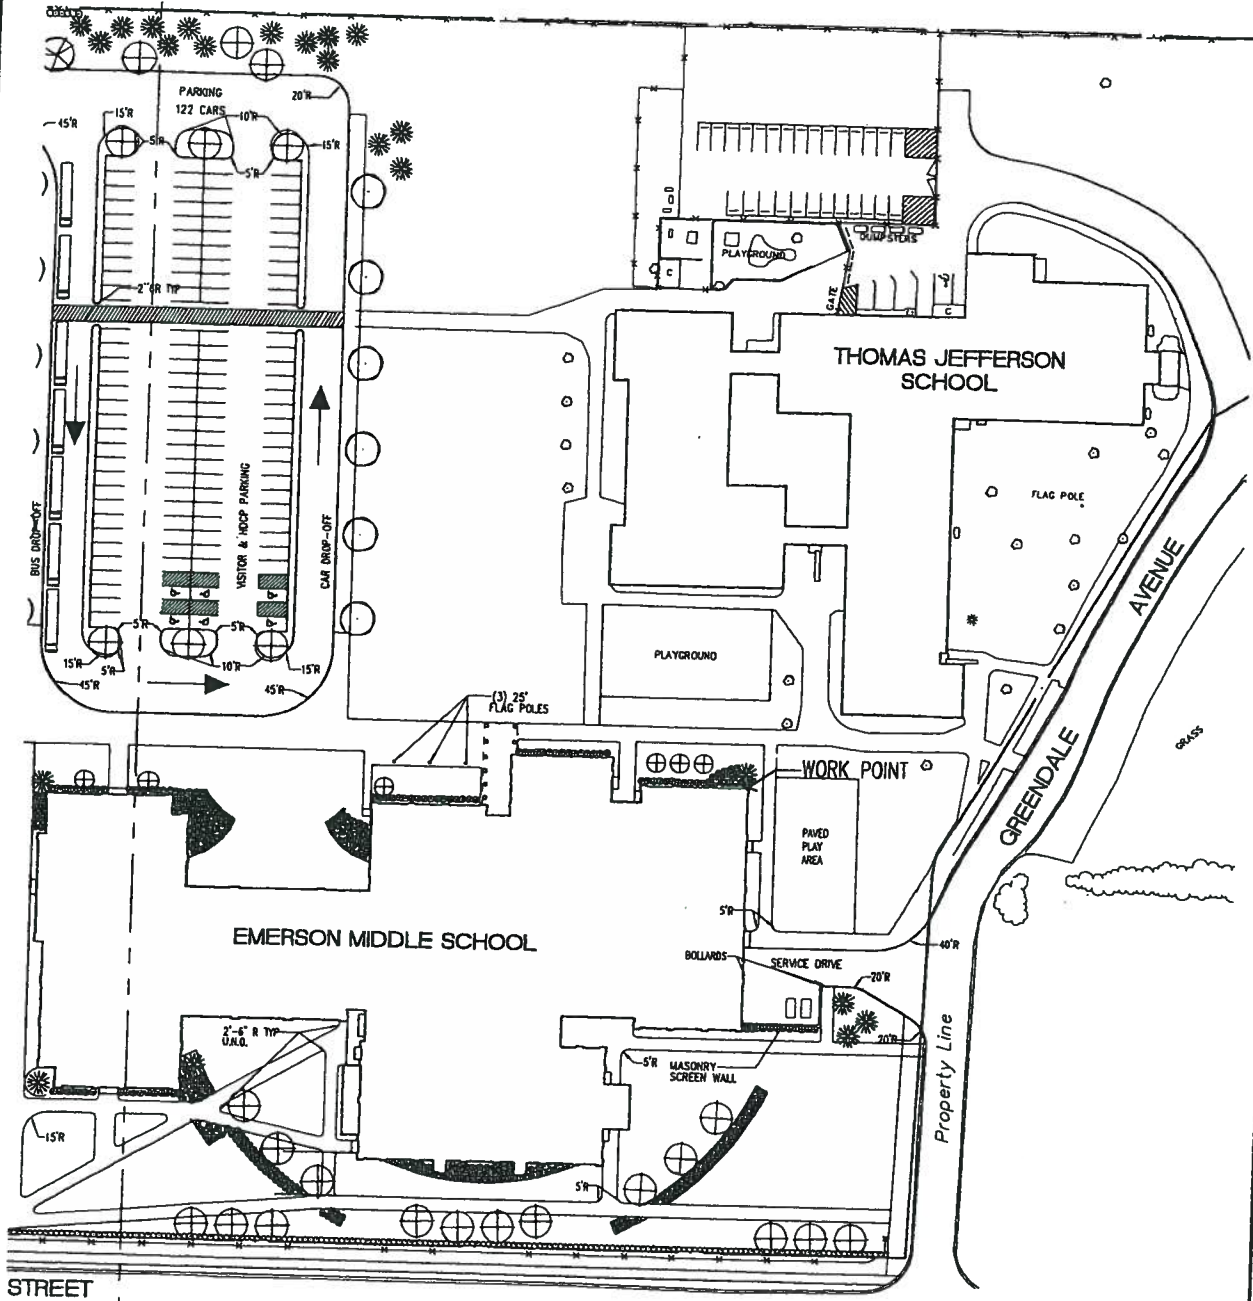 PARKING
122 CARS
20'R
15'R
10'R
45'R
5'R
15'R
5'R
2'-6"R TYP
BUS DROP-OFF
VISITOR & HDCP PARKING
CAR DROP-OFF
5'R
5'R
15'R
5'R
10'R
15'R
45'R
45'R
PLAYGROUND
DUMPSTERS
C
GATE
C
THOMAS JEFFERSON
SCHOOL
FLAG POLE
PLAYGROUND
(3) 25'
FLAG POLES
GREENDALE AVENUE
GRASS
WORK POINT
PAVED
PLAY
AREA
EMERSON MIDDLE SCHOOL
5'R
40'R
BOLLARDS
SERVICE DRIVE
20'R
20'R
2'-6" R TYP
U.N.O.
5'R
MASONRY
SCREEN WALL
Property Line
15'R
5'R
STREET